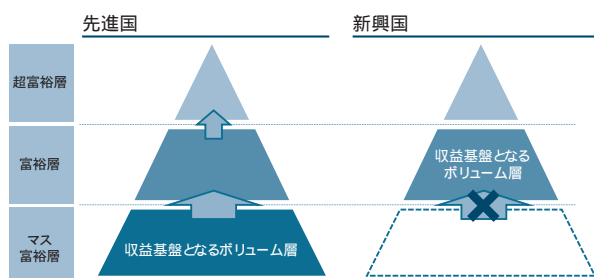 先進国
新興国
超富裕層
富裕層
収益基盤となる
ボリューム層
マス
富裕層
収益基盤となるボリューム層